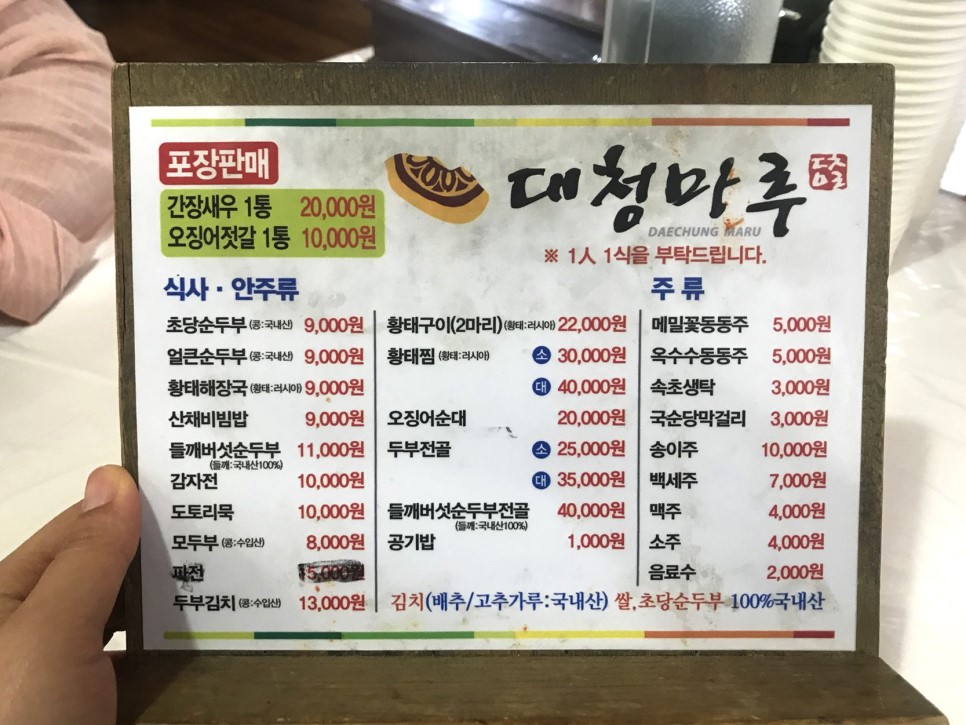 포장판매
간장새우 1통 20,000원
오징어젓갈 1통 10,000원
대청마루
DAECHUNG MARU
※ 1人 1식을 부탁드립니다.
식사 · 안주류
초당순두부 (콩:국내산) 9,000원
얼큰순두부 (콩:국내산) 9,000원
황태해장국 (황태:러시아) 9,000원
산채비빔밥 9,000원
들깨버섯순두부 11,000원
(들깨:국내산100%)
감자전 10,000원
도토리묵 10,000원
모두부 (콩:수입산) 8,000원
파전 5,000원
두부김치 (콩:수입산) 13,000원
황태구이(2마리) (황태:러시아) 22,000원
황태찜 (황태:러시아) 소 30,000원
대 40,000원
오징어순대 20,000원
두부전골 소 25,000원
대 35,000원
들깨버섯순두부전골 40,000원
(들깨:국내산100%)
공기밥 1,000원
주 류
메밀꽃동동주 5,000원
옥수수동동주 5,000원
속초생탁 3,000원
국순당막걸리 3,000원
송이주 10,000원
백세주 7,000원
맥주 4,000원
소주 4,000원
음료수 2,000원
김치(배추/고추가루:국내산) 쌀,초당순두부 100%국내산